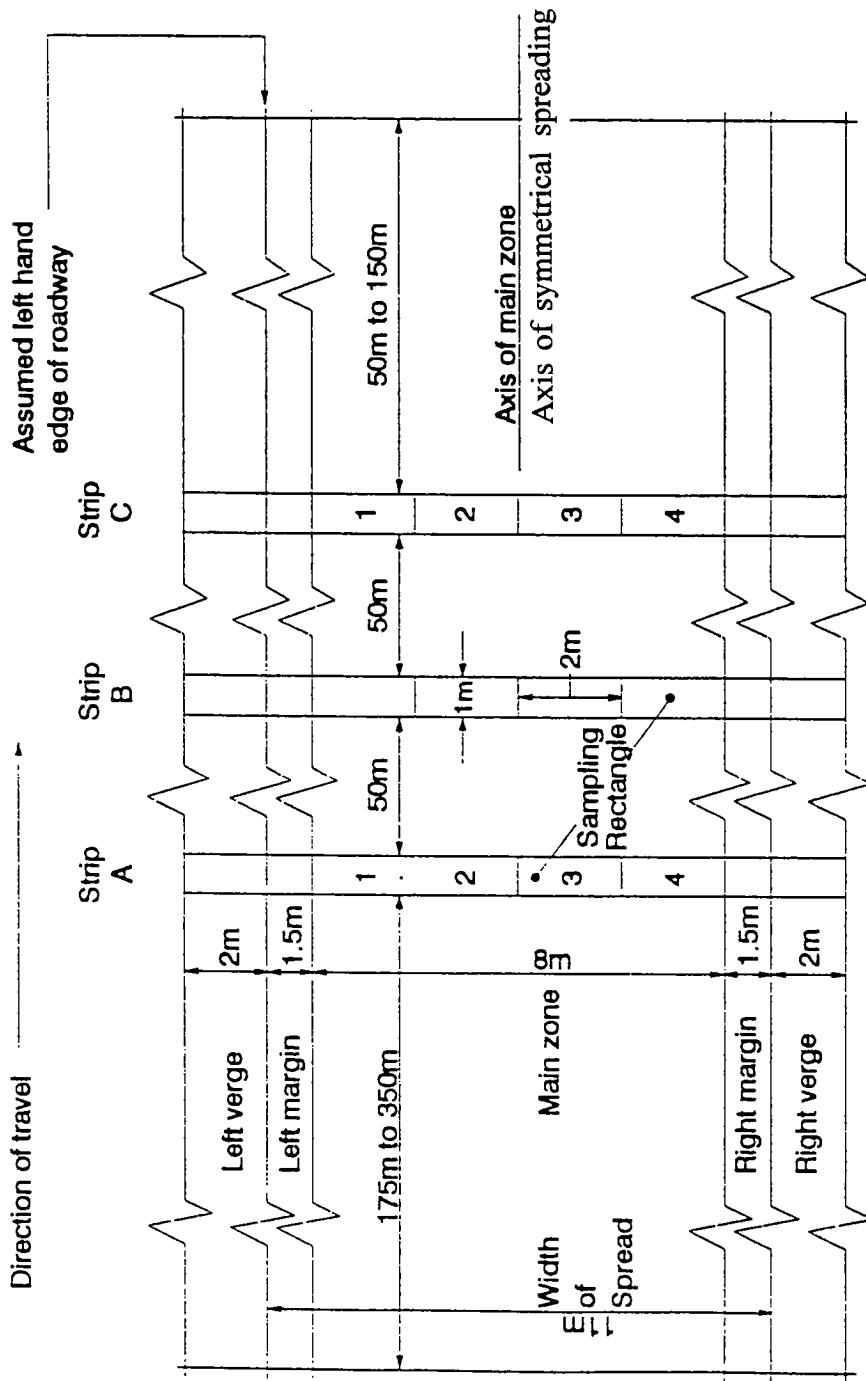 Direction of travel
Assumed left hand
edge of roadway
Strip
A
Strip
B
Strip
C
Left verge
2m
Left margin
1.5m
175m to 350m
50m
50m
50m to 150m
1
2
3
4
1m
2m
1
2
3
4
Width
of
Spread
11m
Main zone
8m
Sampling
Rectangle
Axis of main zone
Axis of symmetrical spreading
Right margin
1.5m
Right verge
2m